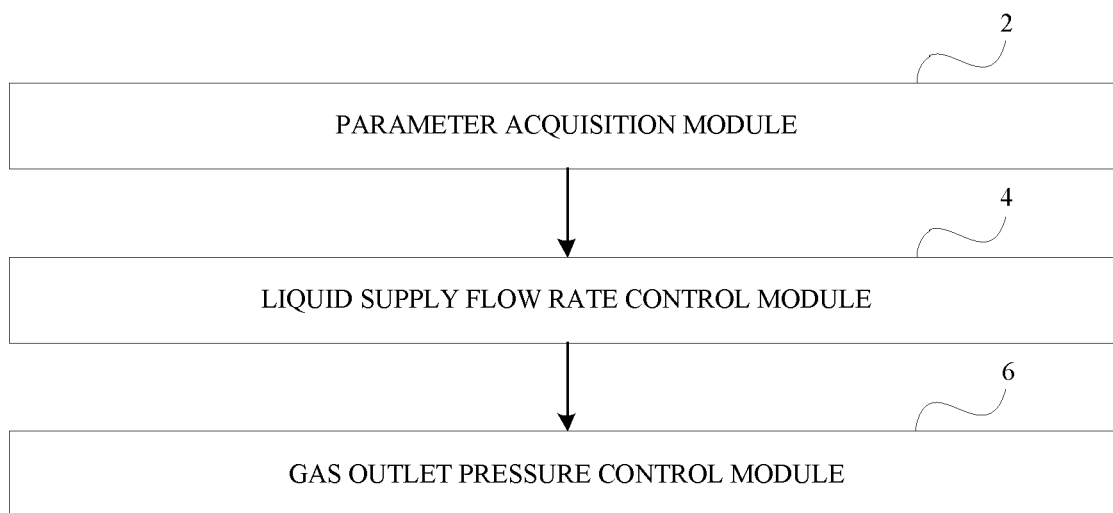 2
PARAMETER ACQUISITION MODULE
4
LIQUID SUPPLY FLOW RATE CONTROL MODULE
6
GAS OUTLET PRESSURE CONTROL MODULE